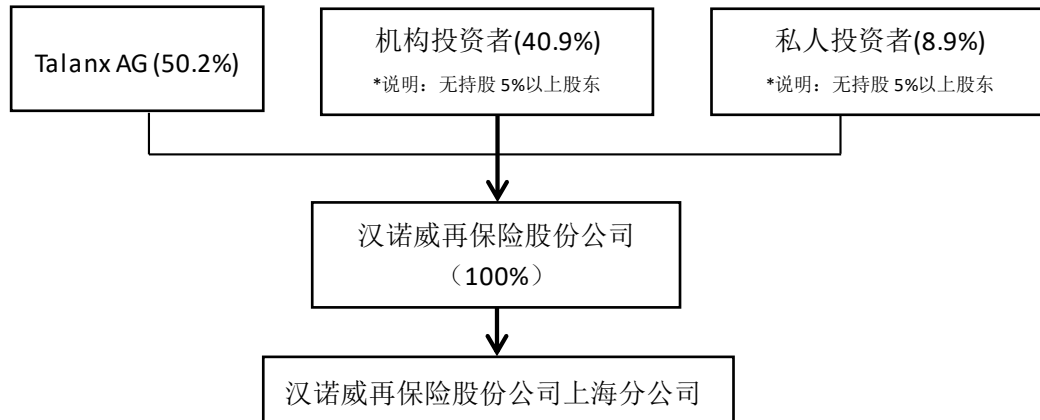 Talanx AG (50.2%)
机构投资者(40.9%)
*说明：无持股 5%以上股东
私人投资者(8.9%)
*说明：无持股 5%以上股东
汉诺威再保险股份公司
（100%）
汉诺威再保险股份公司上海分公司